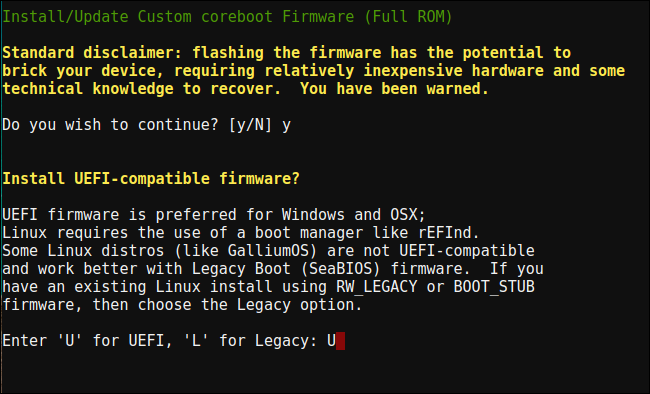 Install/Update Custom coreboot Firmware (Full ROM)
Standard disclaimer: flashing the firmware has the potential to
brick your device, requiring relatively inexpensive hardware and some
technical knowledge to recover.  You have been warned.
Do you wish to continue? [y/N] y
Install UEFI-compatible firmware?
UEFI firmware is preferred for Windows and OSX;
Linux requires the use of a boot manager like rEFInd.
Some Linux distros (like GalliumOS) are not UEFI-compatible
and work better with Legacy Boot (SeaBIOS) firmware.  If you
have an existing Linux install using RW_LEGACY or BOOT_STUB
firmware, then choose the Legacy option.
Enter 'U' for UEFI, 'L' for Legacy: U